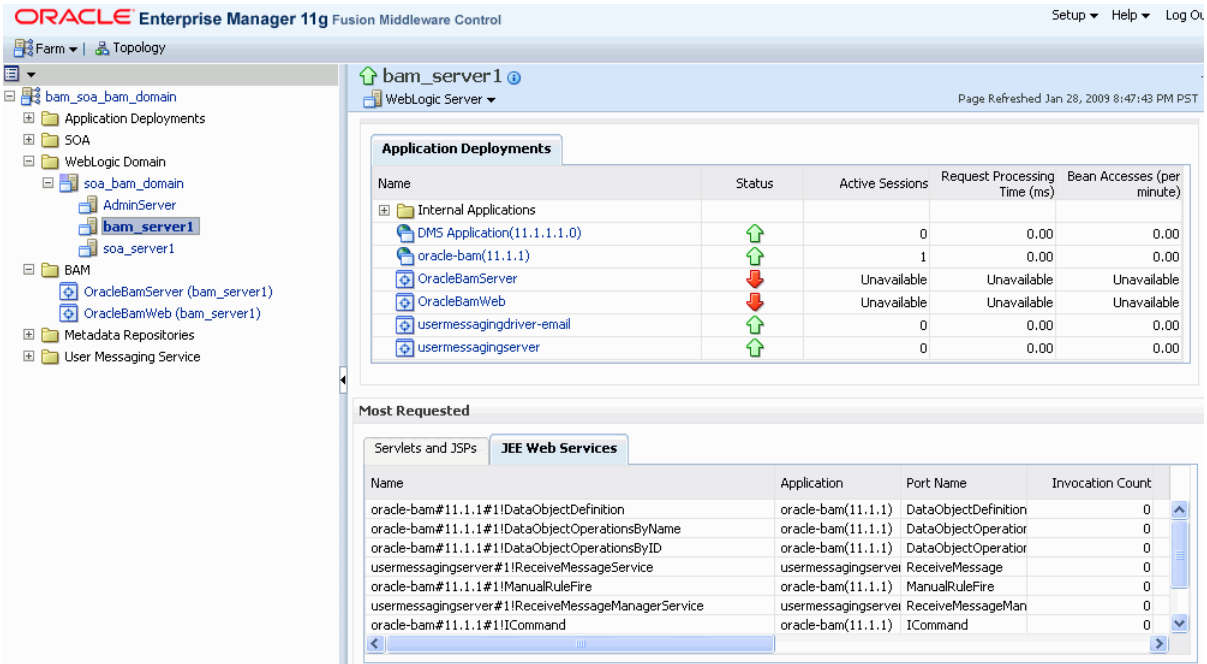 ORACLE Enterprise Manager 11g Fusion Middleware Control
Setup Help Log Ou
Farm | Topology
bam_soa_bam_domain
Application Deployments
SOA
WebLogic Domain
soa_bam_domain
AdminServer
bam_server1
soa_server1
BAM
OracleBamServer (bam_server1)
OracleBamWeb (bam_server1)
Metadata Repositories
User Messaging Service
bam_server1
WebLogic Server
Page Refreshed Jan 28, 2009 8:47:43 PM PST
Application Deployments
Name Status Active Sessions Request Processing Time (ms) Bean Accesses (per minute)
Internal Applications
DMS Application(11.1.1.1.0) 0 0.00 0.00
oracle-bam(11.1.1) 1 0.00 0.00
OracleBamServer Unavailable Unavailable Unavailable
OracleBamWeb Unavailable Unavailable Unavailable
usermessagingdriver-email 0 0.00 0.00
usermessagingserver 0 0.00 0.00
Most Requested
Servlets and JSPs JEE Web Services
Name Application Port Name Invocation Count
oracle-bam#11.1.1#1!DataObjectDefinition oracle-bam(11.1.1) DataObjectDefinition 0
oracle-bam#11.1.1#1!DataObjectOperationsByName oracle-bam(11.1.1) DataObjectOperation 0
oracle-bam#11.1.1#1!DataObjectOperationsByID oracle-bam(11.1.1) DataObjectOperation 0
usermessagingserver#1!ReceiveMessageService usermessagingserver ReceiveMessage 0
oracle-bam#11.1.1#1!ManualRuleFire oracle-bam(11.1.1) ManualRuleFire 0
usermessagingserver#1!ReceiveMessageManagerService usermessagingserver ReceiveMessageMan 0
oracle-bam#11.1.1#1!ICommand oracle-bam(11.1.1) ICommand 0